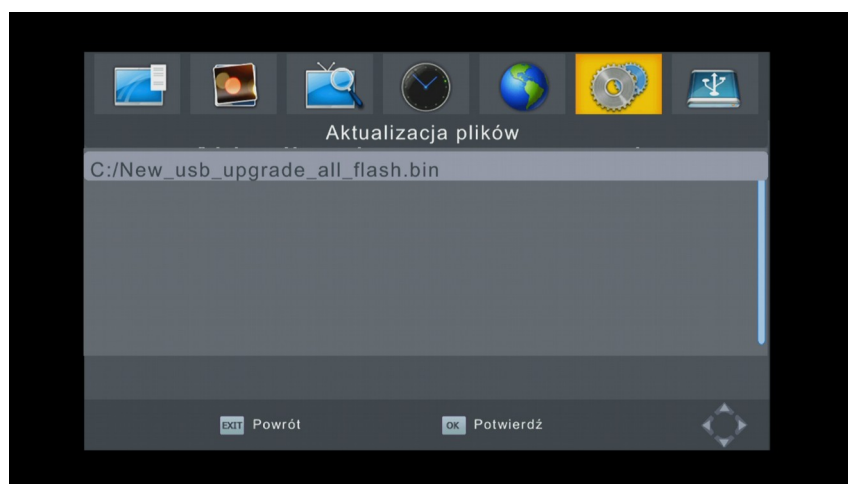 Aktualizacja plików
C:/New_usb_upgrade_all_flash.bin
EXIT Powrót OK Potwierdź